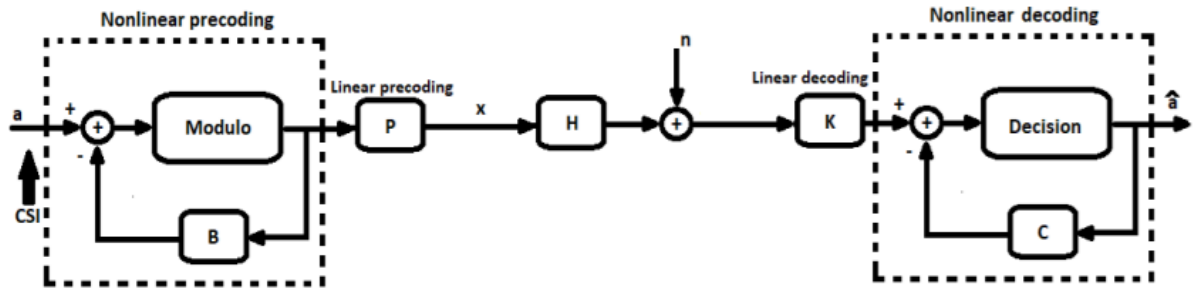 Nonlinear precoding
Nonlinear decoding
n
Linear precoding
Linear decoding
a
+
+
Modulo
P
x
H
+
K
+
+
Decision
â
-
-
CSI
B
C